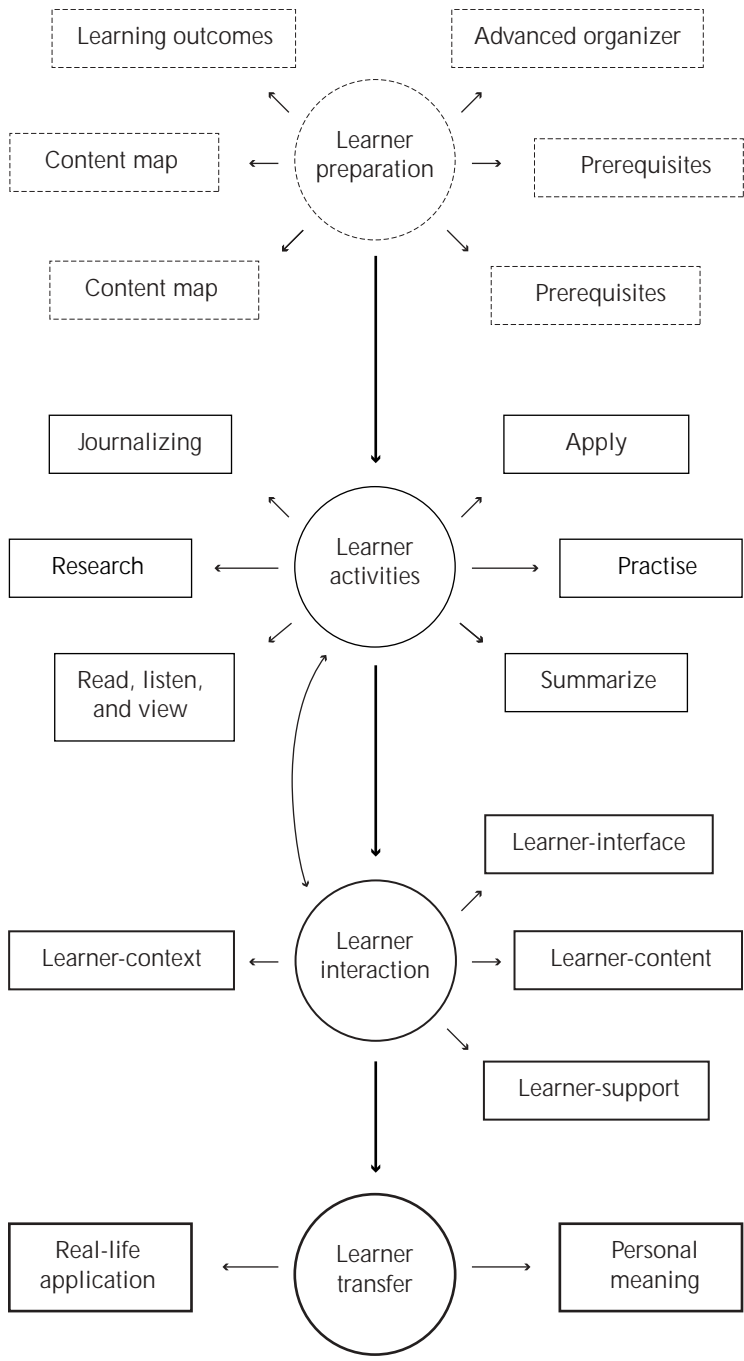 Learning outcomes
Advanced organizer
Learner
preparation
Content map
Prerequisites
Content map
Prerequisites
Journalizing
Apply
Learner
activities
Research
Practise
Read, listen,
and view
Summarize
Learner-interface
Learner
interaction
Learner-context
Learner-content
Learner-support
Real-life
application
Learner
transfer
Personal
meaning